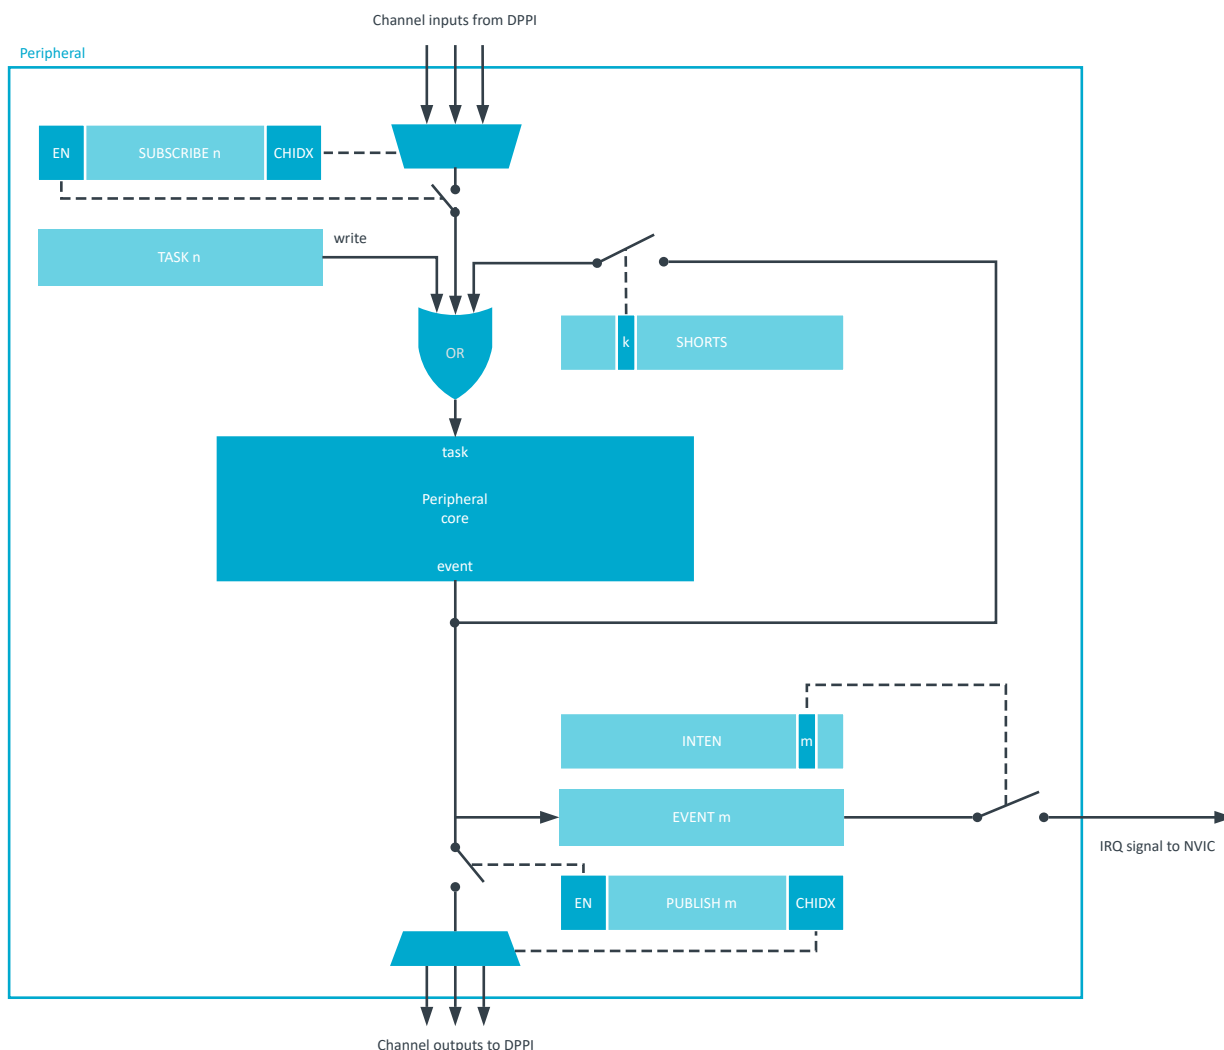 Channel inputs from DPPI
Peripheral
EN
SUBSCRIBE n
CHIDX
TASK n
write
OR
k
SHORTS
task
Peripheral
core
event
INTEN
m
EVENT m
IRQ signal to NVIC
EN
PUBLISH m
CHIDX
Channel outputs to DPPI